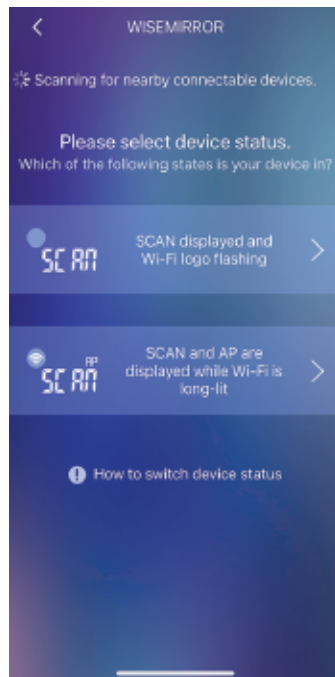 WISEMIRROR
Scanning for nearby connectable devices.
Please select device status.
Which of the following states is your device in?
SCAN
SCAN displayed and
Wi-Fi logo flashing
AP
SCAN
SCAN and AP are
displayed while Wi-Fi is
long-lit
How to switch device status